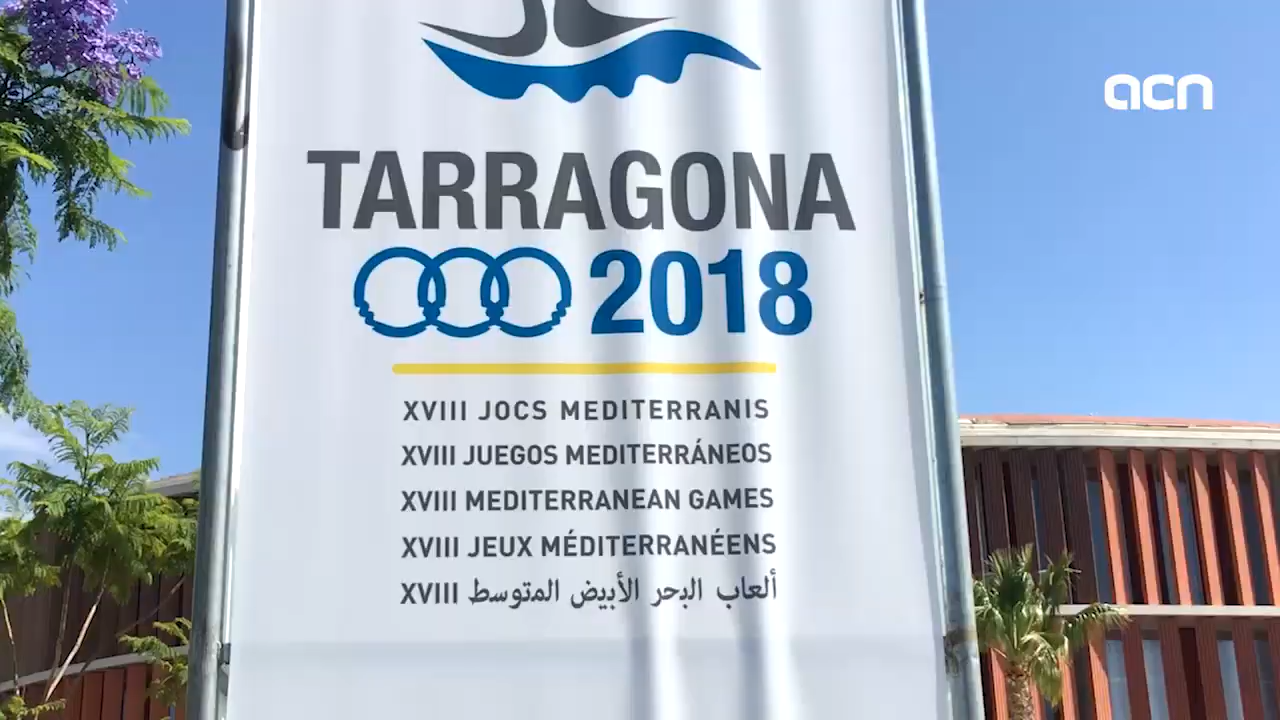 acn
TARRAGONA
2018
XVIII JOCS MEDITERRANIS
XVIII JUEGOS MEDITERRÁNEOS
XVIII MEDITERRANEAN GAMES
XVIII JEUX MÉDITERRANÉENS
XVIII ألعاب البحر الأبيض المتوسط